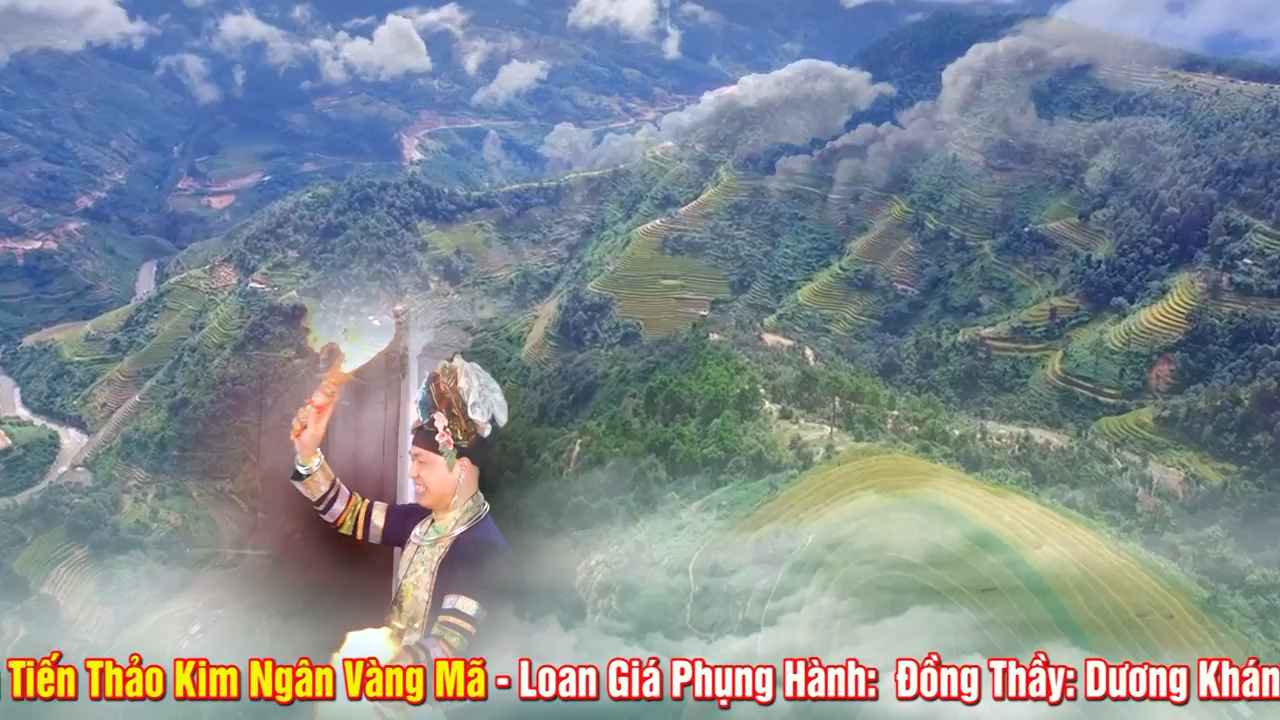 Tiến Thảo Kim Ngân Vàng Mã - Loan Giá Phụng Hành: Đồng Thầy: Dương Khán